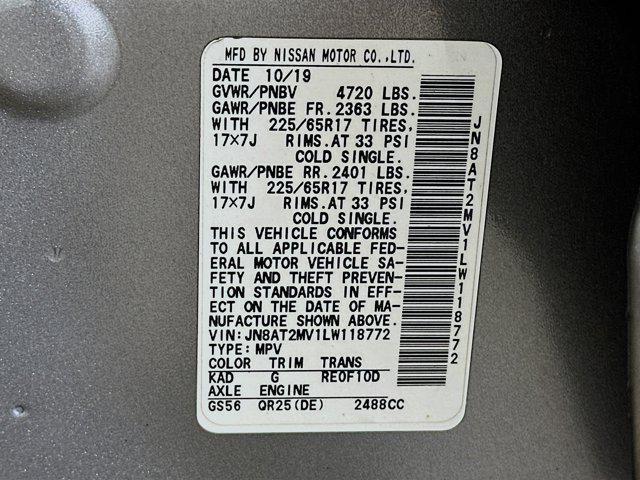 MFD BY NISSAN MOTOR CO.,LTD.
DATE 10/19
GVWR/PNBV 4720 LBS.
GAWR/PNBE FR. 2363 LBS.
WITH 225/65R17 TIRES,
17×7J RIMS.AT 33 PSI
COLD SINGLE.
GAWR/PNBE RR. 2401 LBS.
WITH 225/65R17 TIRES,
17×7J RIMS.AT 33 PSI
COLD SINGLE.
THIS VEHICLE CONFORMS
TO ALL APPLICABLE FED-
ERAL MOTOR VEHICLE SA-
FETY AND THEFT PREVEN-
TION STANDARDS IN EFF-
ECT ON THE DATE OF MA-
NUFACTURE SHOWN ABOVE.
VIN: JN8AT2MV1LW118772
TYPE: MPV
COLOR TRIM TRANS
KAD G RE0F10D
AXLE ENGINE
GS56 QR25(DE) 2488CC
JN8AT2MV1LW118772